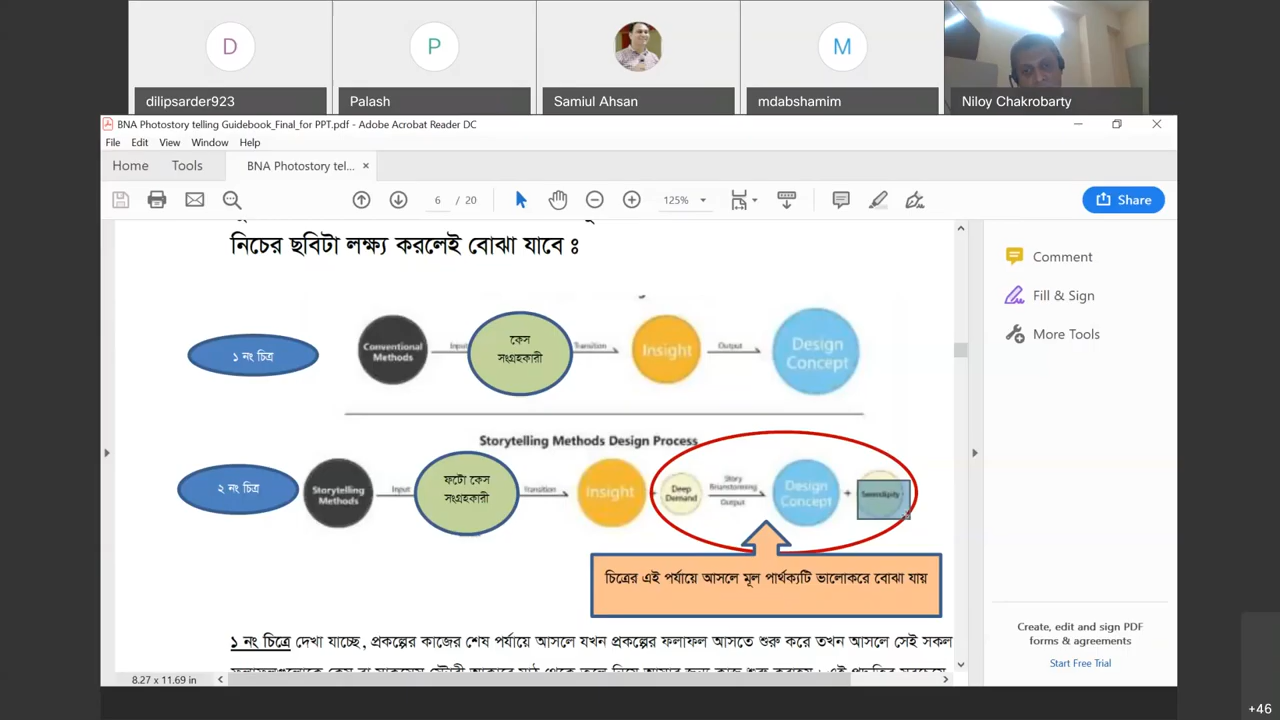 D
P
M
dilipsarder923
Palash
Samiul Ahsan
mdabshamim
Niloy Chakrobarty
BNA Photostory telling Guidebook_Final_for PPT.pdf - Adobe Acrobat Reader DC
File Edit View Window Help
Home Tools BNA Photostory tel...
6 / 20 125% Share
নিচের ছবিটা লক্ষ্য করলেই বোঝা যাবে ঃ
১ নং চিত্র
Conventional
Methods
Input
কেস
সংগ্রহকারী
Transition
Insight
Output
Design
Concept
Storytelling Methods Design Process
২ নং চিত্র
Storytelling
Methods
Input
ফটো কেস
সংগ্রহকারী
Transition
Insight
Deep
Demand
Story
Output
Design
Concept
+
Serendipity
চিত্রের এই পর্যায়ে আসলে মূল পার্থক্যটি ভালোকরে বোঝা যায়
১ নং চিত্রে দেখা যাচ্ছে, প্রকল্পের কাজের শেষ পর্যায়ে আসলে যখন প্রকল্পের ফলাফল আসতে শুরু করে তখন আসলে সেই সকল
Comment
Fill & Sign
More Tools
Create, edit and sign PDF
forms & agreements
Start Free Trial
8.27 x 11.69 in
+46